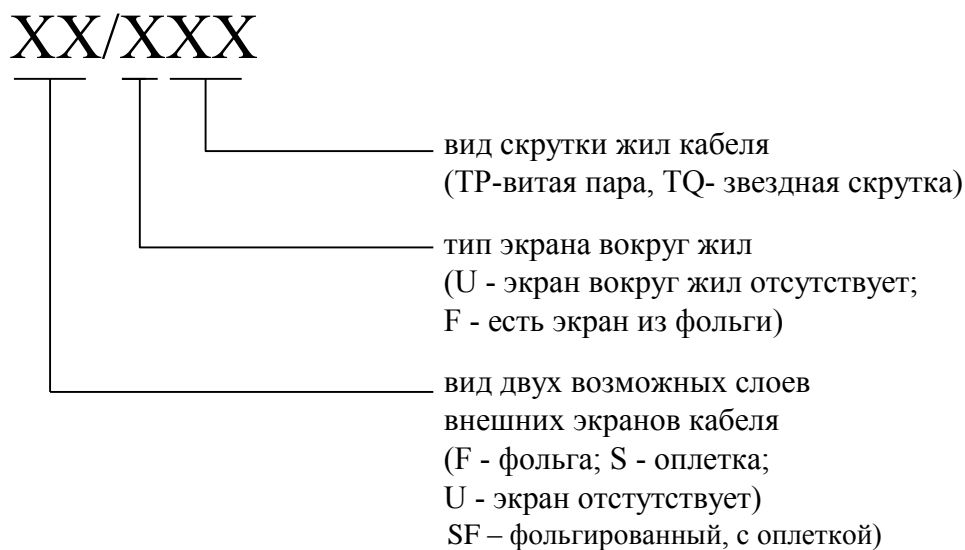 XX/XXX
вид скрутки жил кабеля
(TP-витая пара, TQ- звездная скрутка)
тип экрана вокруг жил
(U - экран вокруг жил отсутствует;
F - есть экран из фольги)
вид двух возможных слоев
внешних экранов кабеля
(F - фольга; S - оплетка;
U - экран отстутствует)
SF – фольгированный, с оплеткой)